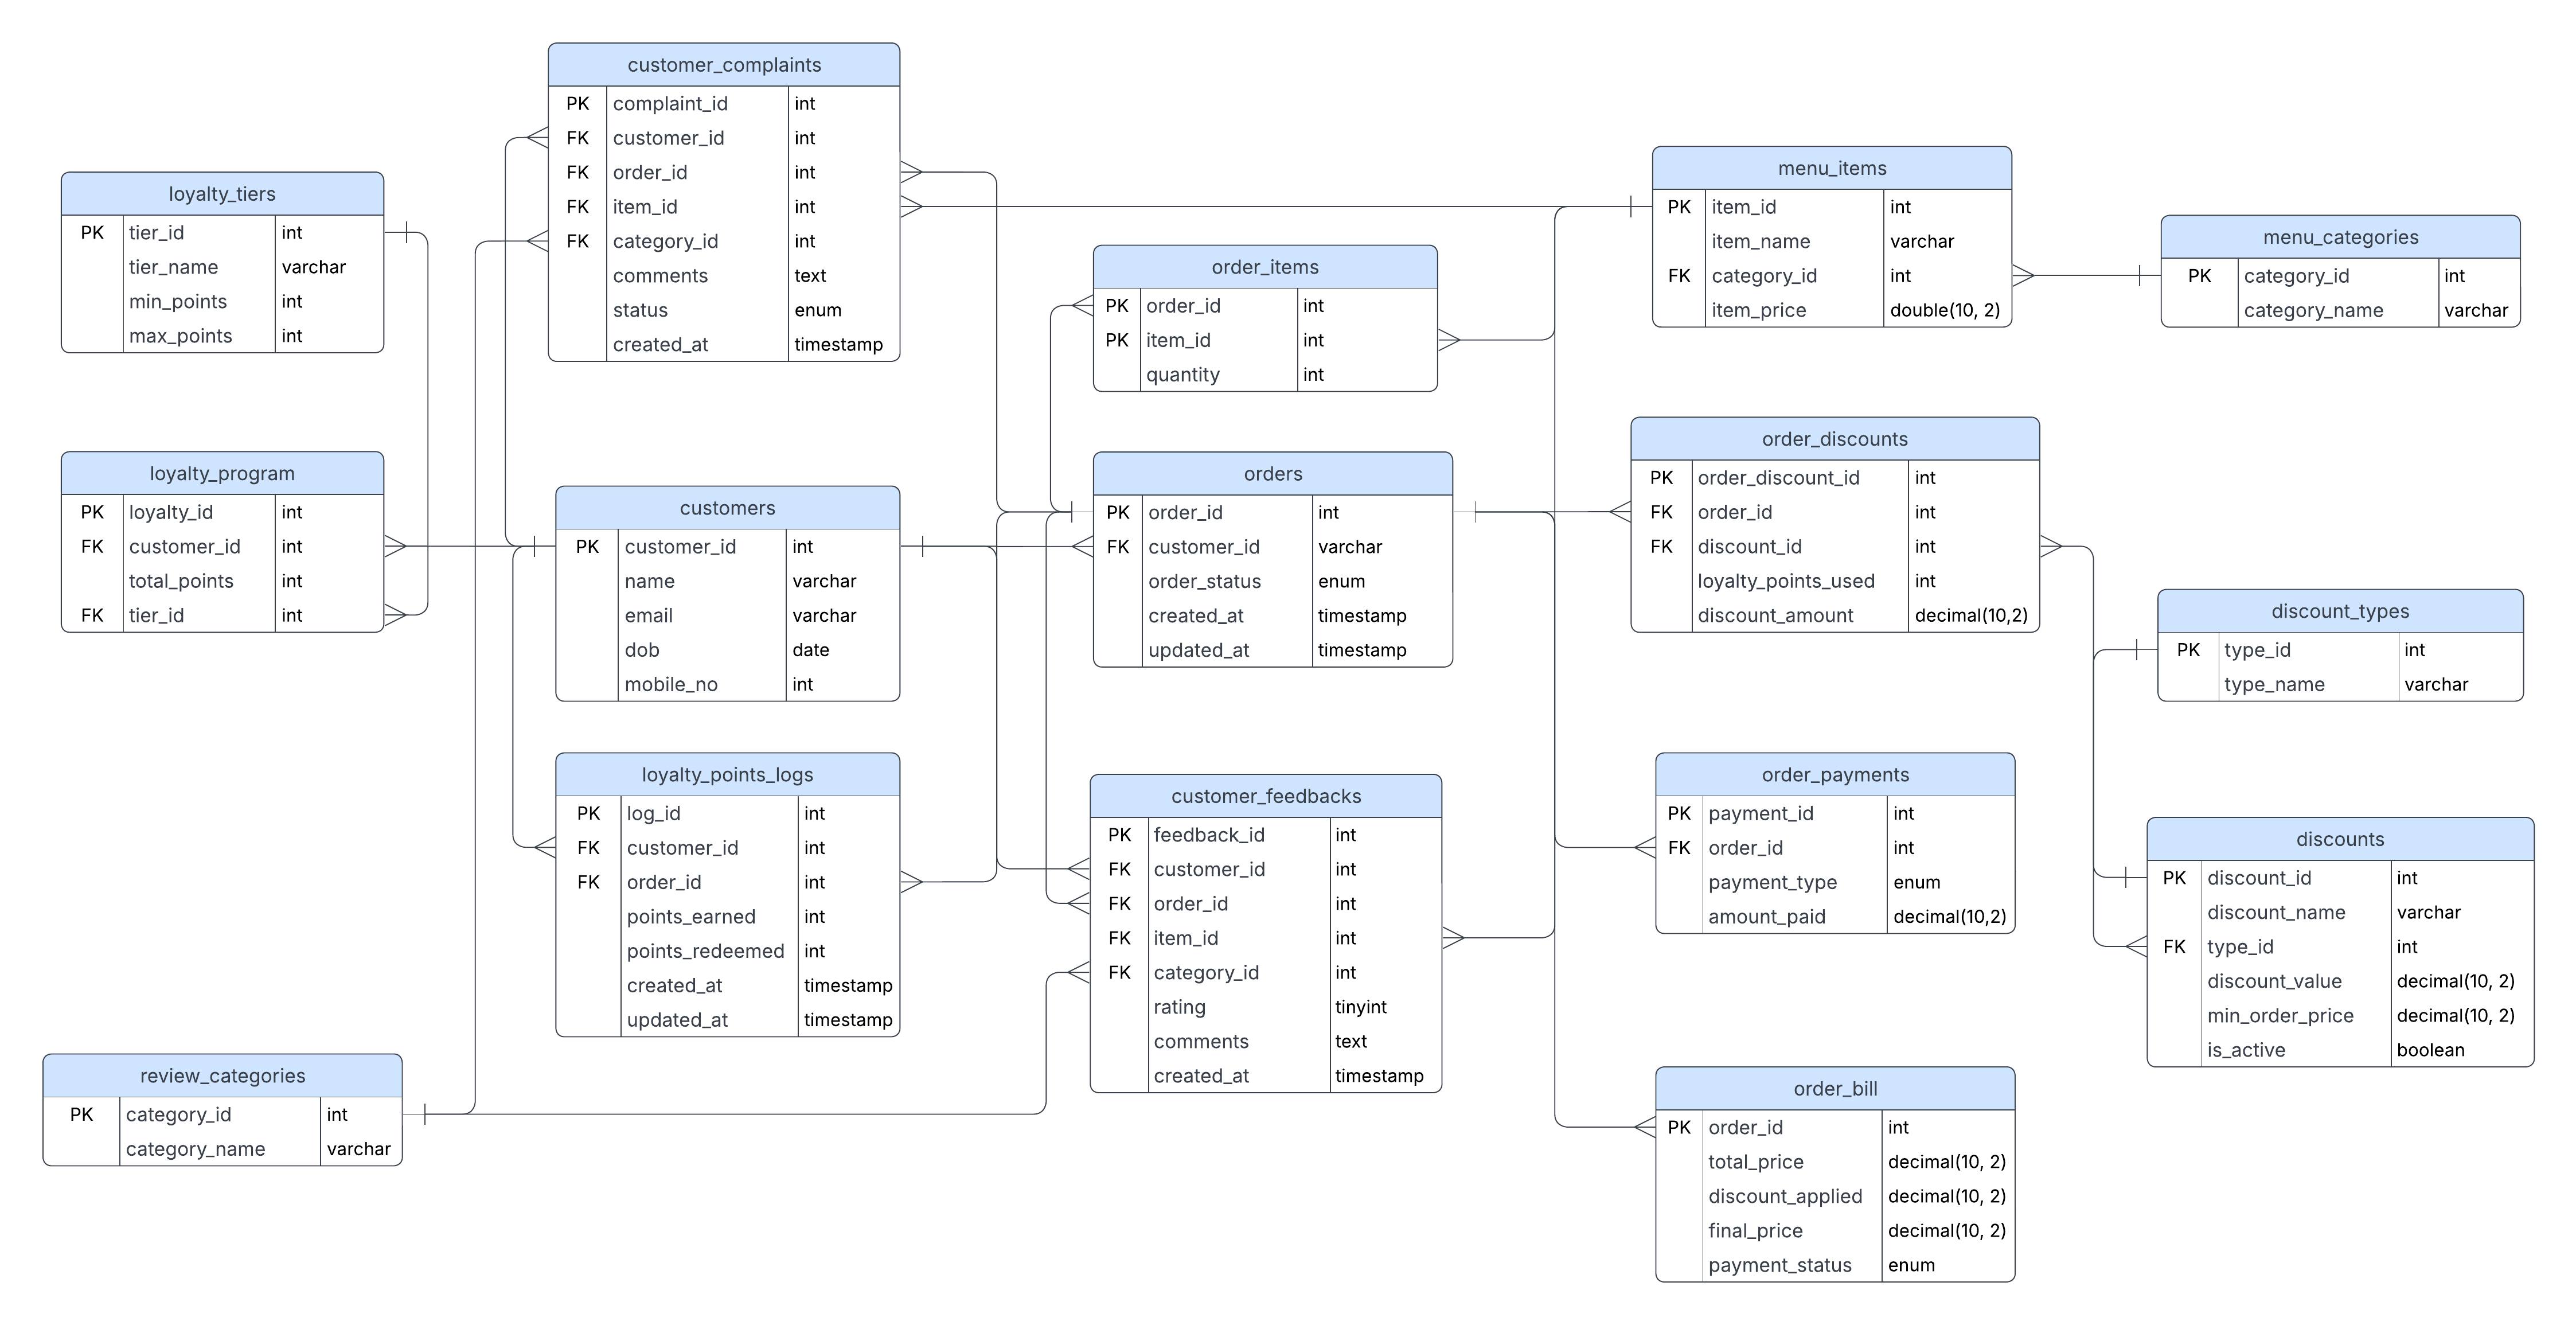 customer_complaints
PK complaint_id int
FK customer_id int
FK order_id int
FK item_id int
FK category_id int
comments text
status enum
created_at timestamp
loyalty_tiers
PK tier_id int
tier_name varchar
min_points int
max_points int
menu_items
PK item_id int
item_name varchar
FK category_id int
item_price double(10, 2)
menu_categories
PK category_id int
category_name varchar
order_items
PK order_id int
PK item_id int
quantity int
loyalty_program
PK loyalty_id int
FK customer_id int
total_points int
FK tier_id int
customers
PK customer_id int
name varchar
email varchar
dob date
mobile_no int
orders
PK order_id int
FK customer_id varchar
order_status enum
created_at timestamp
updated_at timestamp
order_discounts
PK order_discount_id int
FK order_id int
FK discount_id int
loyalty_points_used int
discount_amount decimal(10,2)
discount_types
PK type_id int
type_name varchar
loyalty_points_logs
PK log_id int
FK customer_id int
FK order_id int
points_earned int
points_redeemed int
created_at timestamp
updated_at timestamp
customer_feedbacks
PK feedback_id int
FK customer_id int
FK order_id int
FK item_id int
FK category_id int
rating tinyint
comments text
created_at timestamp
order_payments
PK payment_id int
FK order_id int
payment_type enum
amount_paid decimal(10,2)
discounts
PK discount_id int
discount_name varchar
FK type_id int
discount_value decimal(10, 2)
min_order_price decimal(10, 2)
is_active boolean
review_categories
PK category_id int
category_name varchar
order_bill
PK order_id int
total_price decimal(10, 2)
discount_applied decimal(10, 2)
final_price decimal(10, 2)
payment_status enum